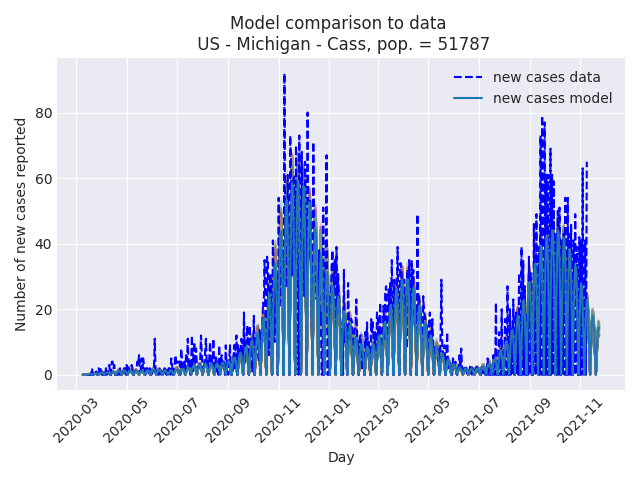 Model comparison to data
US - Michigan - Cass, pop. = 51787
new cases data
new cases model
Number of new cases reported
80
60
40
20
0
2020-03
2020-05
2020-07
2020-09
2020-11
2021-01
2021-03
2021-05
2021-07
2021-09
2021-11
Day